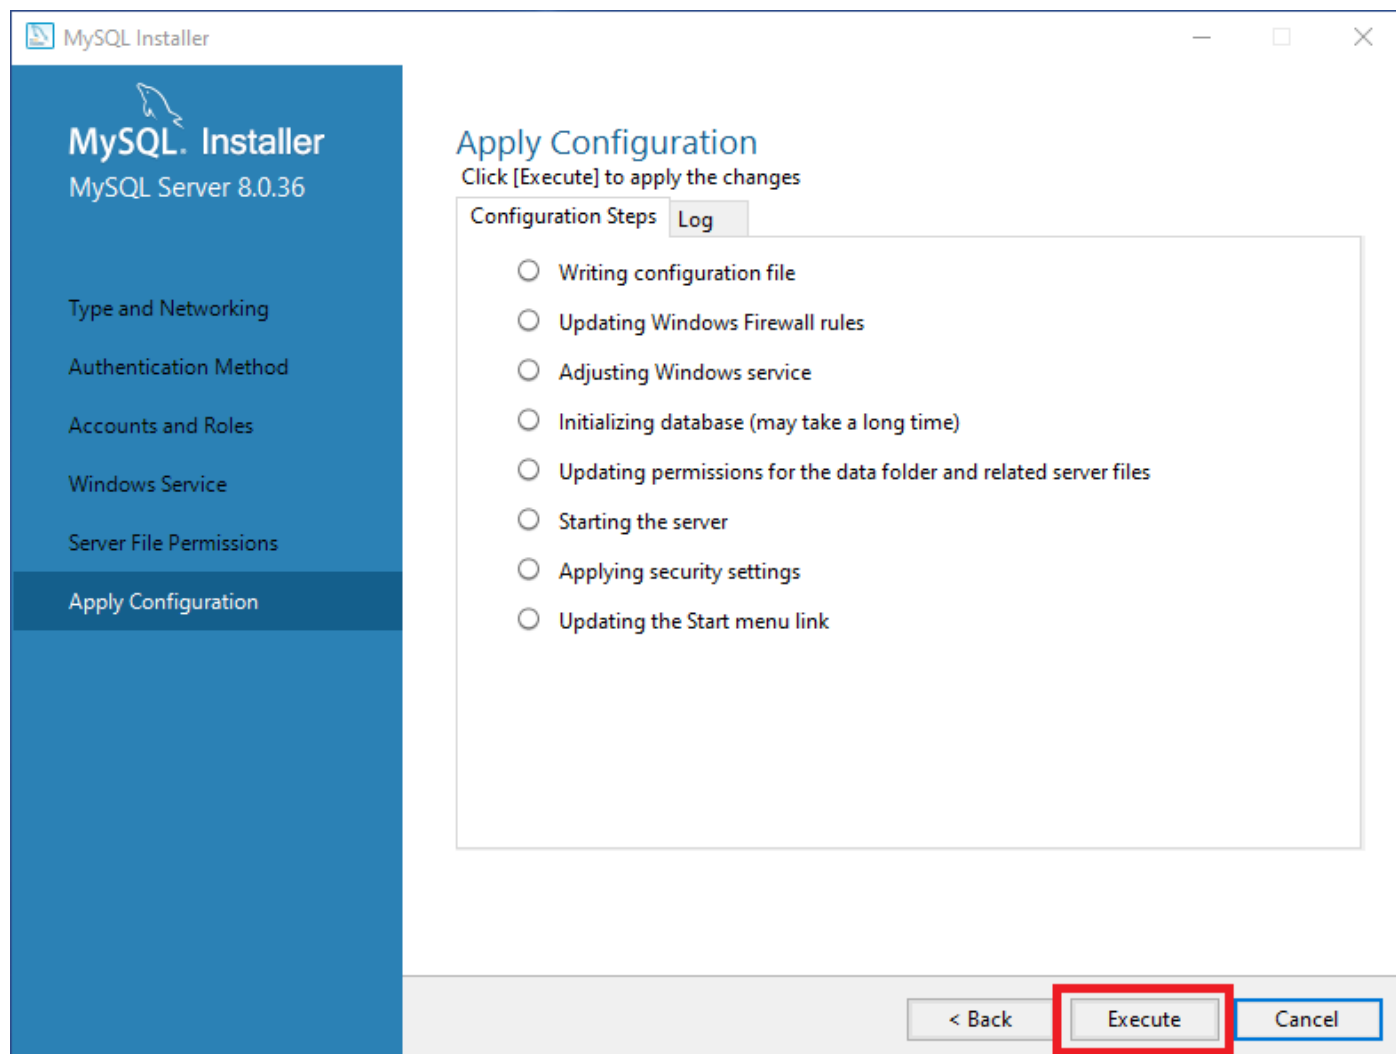 MySQL Installer
MySQL. Installer
MySQL Server 8.0.36
Type and Networking
Authentication Method
Accounts and Roles
Windows Service
Server File Permissions
Apply Configuration
Apply Configuration
Click [Execute] to apply the changes
Configuration Steps
Log
Writing configuration file
Updating Windows Firewall rules
Adjusting Windows service
Initializing database (may take a long time)
Updating permissions for the data folder and related server files
Starting the server
Applying security settings
Updating the Start menu link
< Back
Execute
Cancel